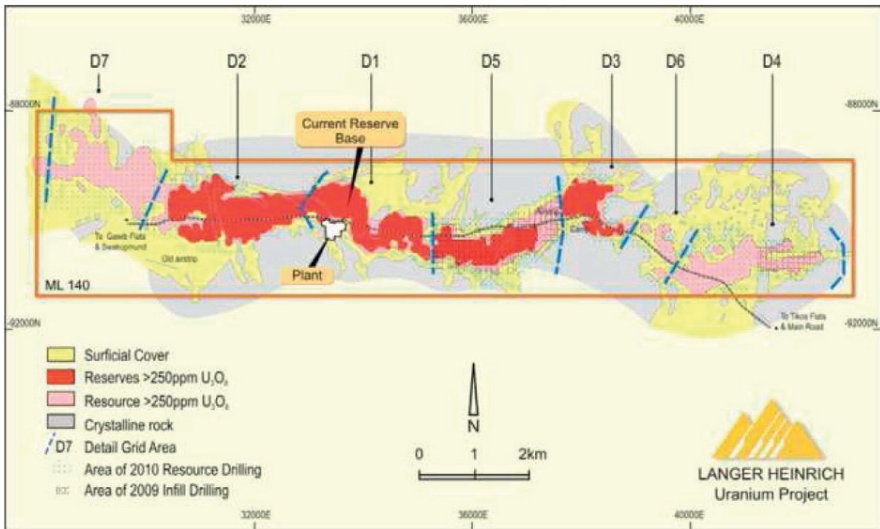 32000E
36000E
40000E
D7
D2
D1
D5
D3
D6
D4
-88000N
-88000N
Current Reserve
Base
To Gawib Flats
& Swakopmund
Old airstrip
Plant
ML 140
To Tikos Flats
& Main Road
-92000N
-92000N
Surficial Cover
Reserves >250ppm U₃O₈
Resource >250ppm U₃O₈
Crystalline rock
D7 Detail Grid Area
Area of 2010 Resource Drilling
Area of 2009 Infill Drilling
N
0 1 2km
LANGER HEINRICH
Uranium Project
32000E
36000E
40000E